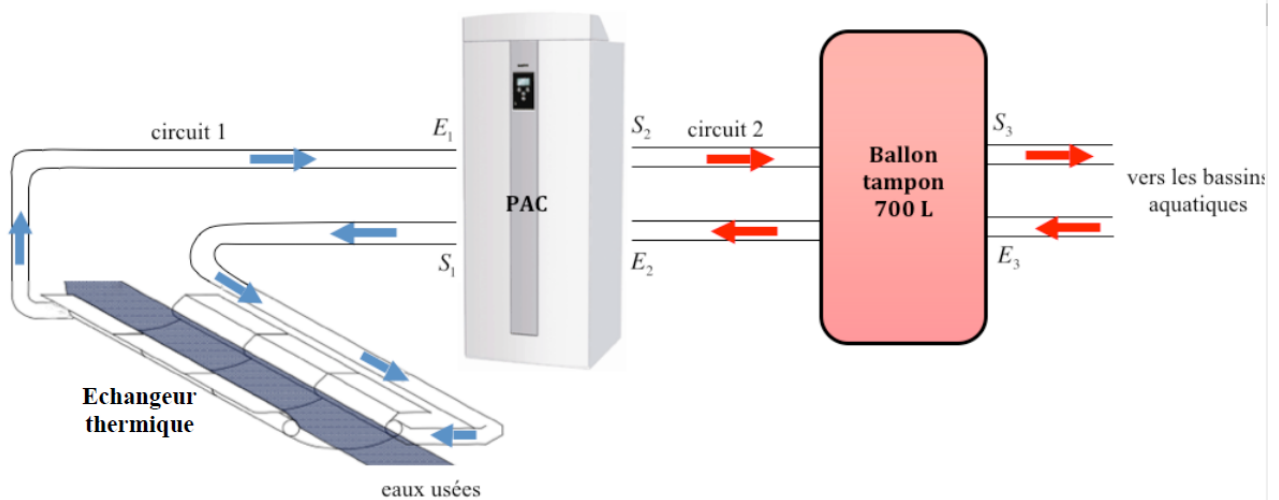 circuit 1
E₁
S₁
PAC
S₂
circuit 2
E₂
Ballon
tampon
700 L
S₃
E₃
vers les bassins
aquatiques
Echangeur
thermique
eaux usées